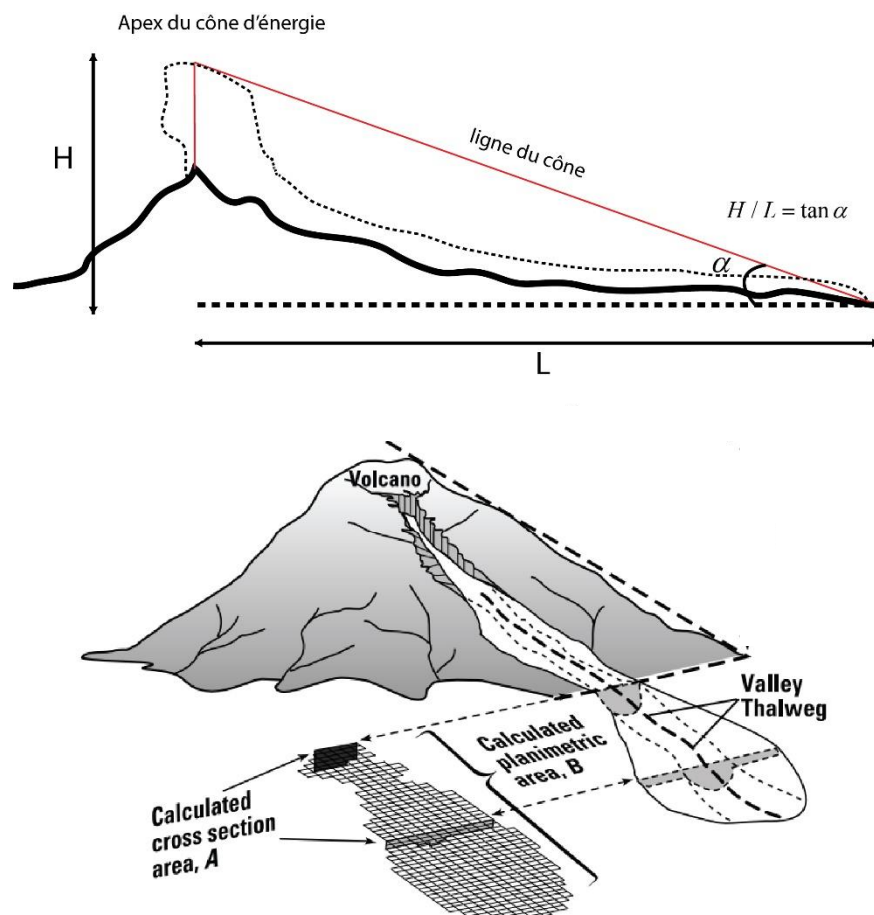 Apex du cône d'énergie
H
ligne du cône
H / L = tan α
α
L
Volcano
Valley
Thalweg
Calculated
planimetric
area, B
Calculated
cross section
area, A